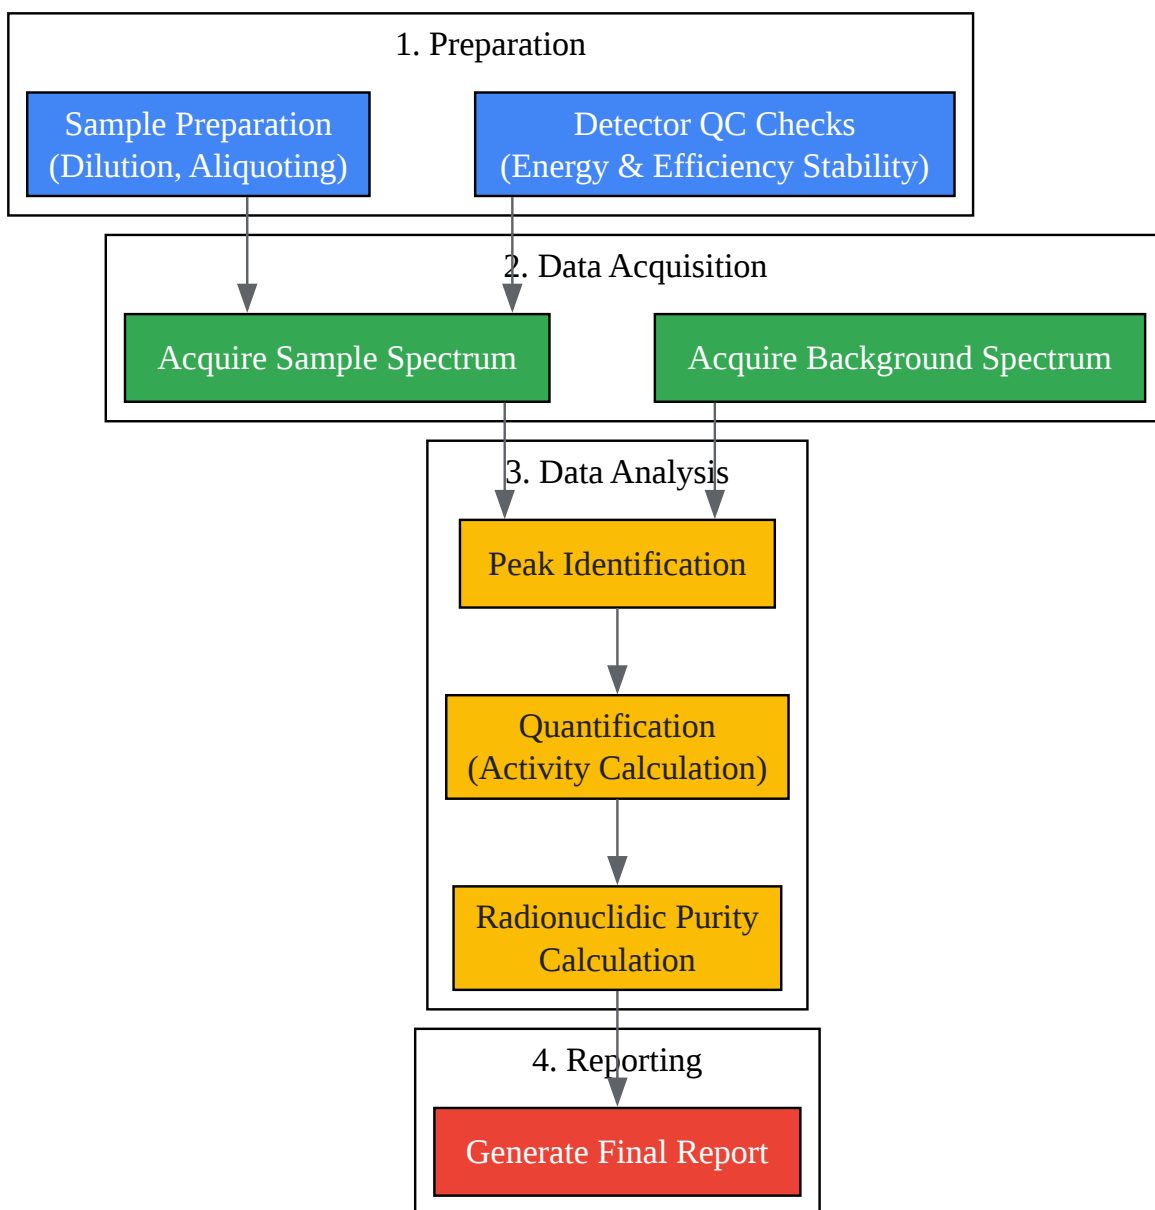 1. Preparation
Sample Preparation
(Dilution, Aliquoting)
Detector QC Checks
(Energy & Efficiency Stability)
2. Data Acquisition
Acquire Sample Spectrum
Acquire Background Spectrum
3. Data Analysis
Peak Identification
Quantification
(Activity Calculation)
Radionuclidic Purity
Calculation
4. Reporting
Generate Final Report